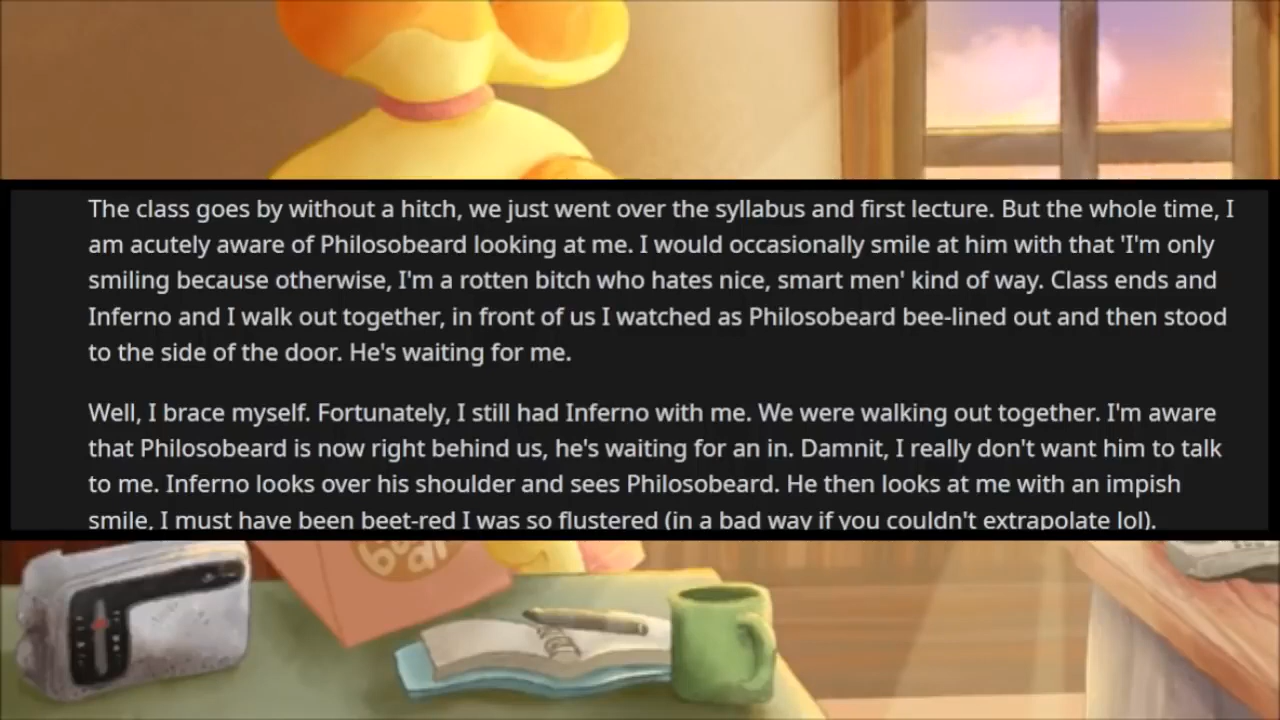 The class goes by without a hitch, we just went over the syllabus and first lecture. But the whole time, I
am acutely aware of Philosobeard looking at me. I would occasionally smile at him with that 'I'm only
smiling because otherwise, I'm a rotten bitch who hates nice, smart men' kind of way. Class ends and
Inferno and I walk out together, in front of us I watched as Philosobeard bee-lined out and then stood
to the side of the door. He's waiting for me.
Well, I brace myself. Fortunately, I still had Inferno with me. We were walking out together. I'm aware
that Philosobeard is now right behind us, he's waiting for an in. Damnit, I really don't want him to talk
to me. Inferno looks over his shoulder and sees Philosobeard. He then looks at me with an impish
smile, I must have been beet-red I was so flustered (in a bad way if you couldn't extrapolate lol).